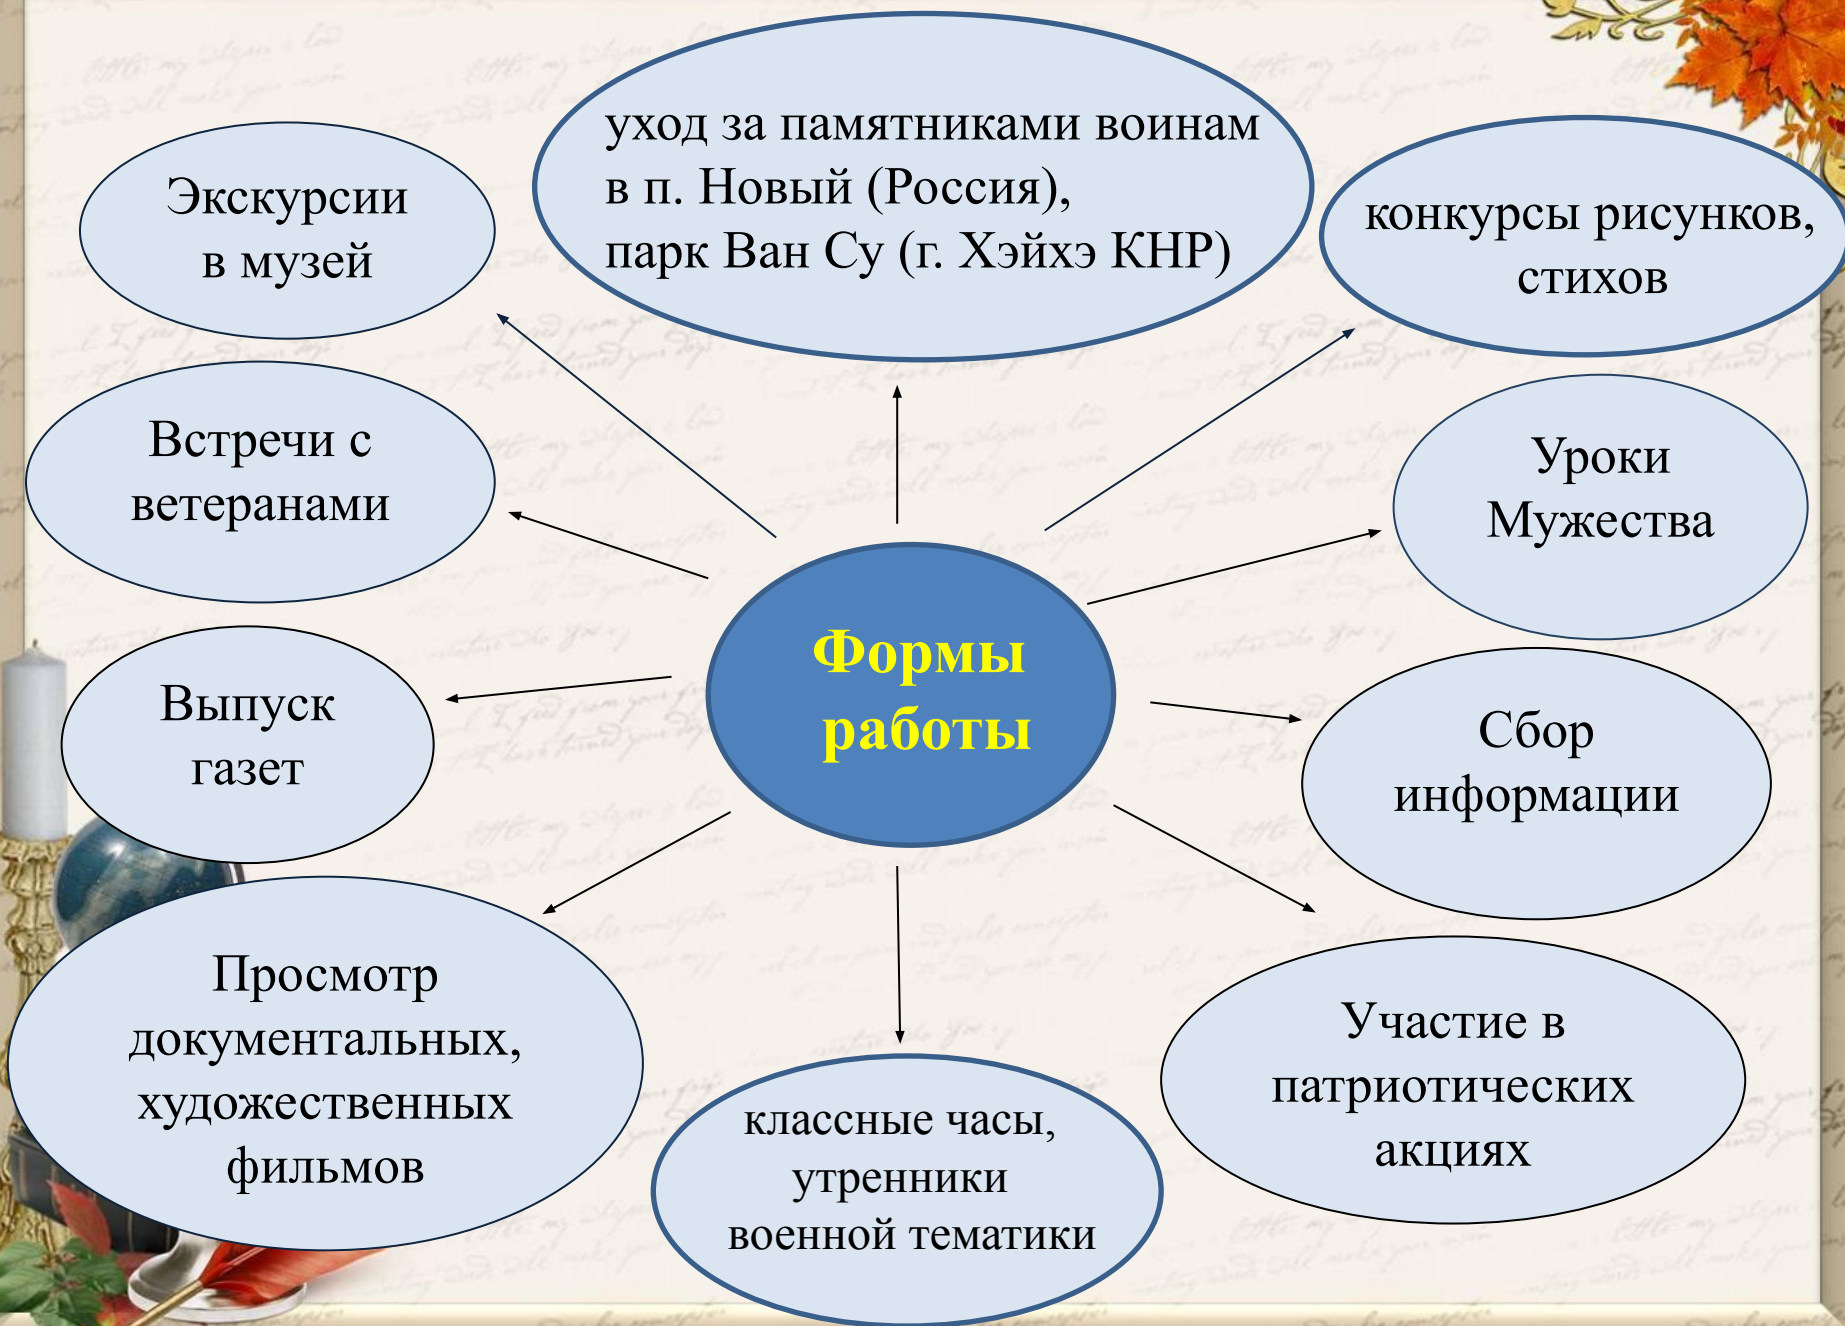 уход за памятниками воинам
в п. Новый (Россия),
парк Ван Су (г. Хэйхэ КНР)
Экскурсии
в музей
конкурсы рисунков,
стихов
Встречи с
ветеранами
Уроки
Мужества
Формы
работы
Выпуск
газет
Сбор
информации
Просмотр
документальных,
художественных
фильмов
классные часы,
утренники
военной тематики
Участие в
патриотических
акциях